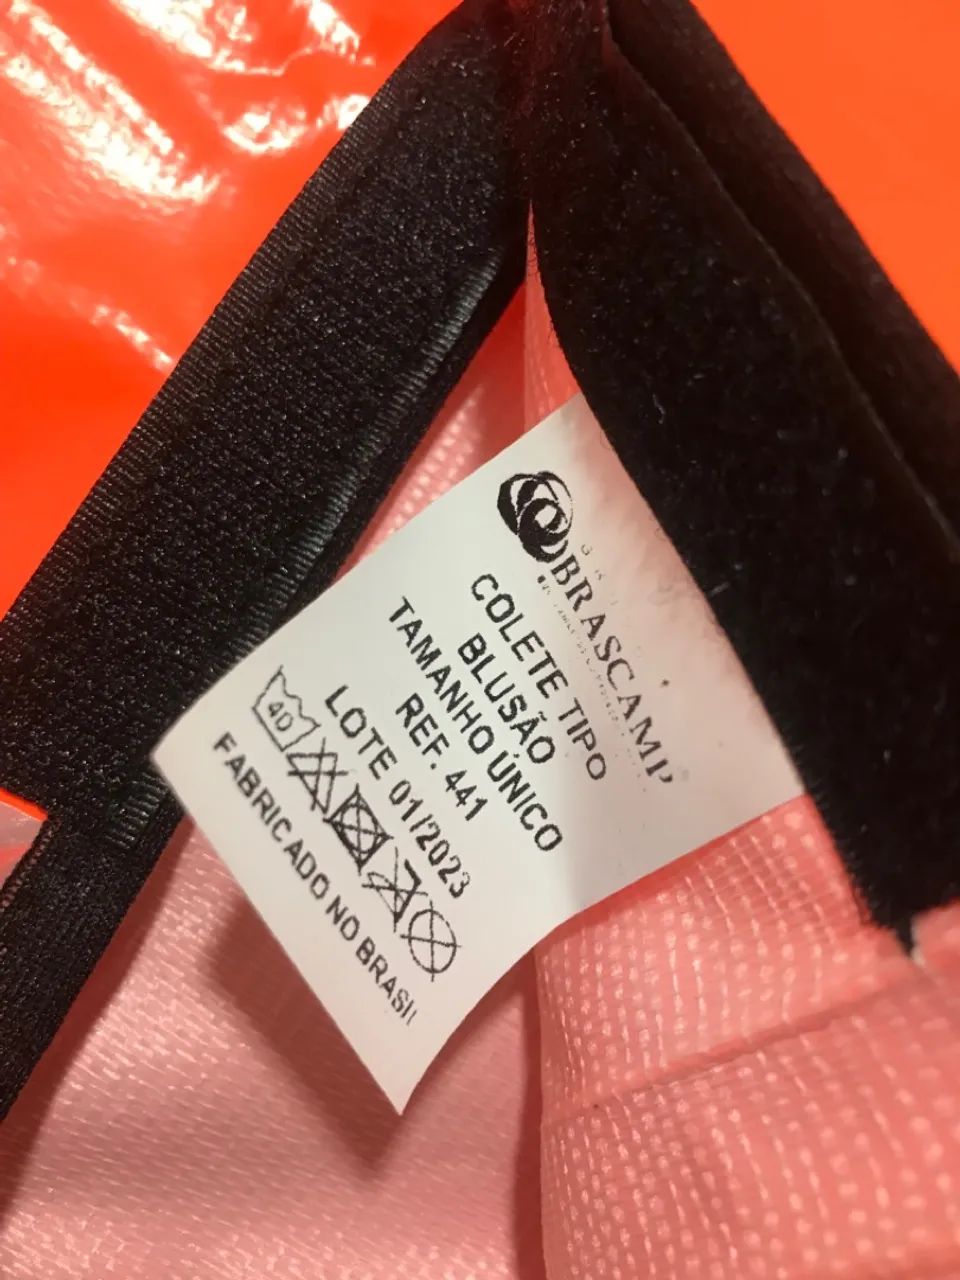 BRASCAMP
COLETE TIPO
BLUSÃO
TAMANHO ÚNICO
REF. 441
LOTE 01/2023
40
FABRICADO NO BRASIL